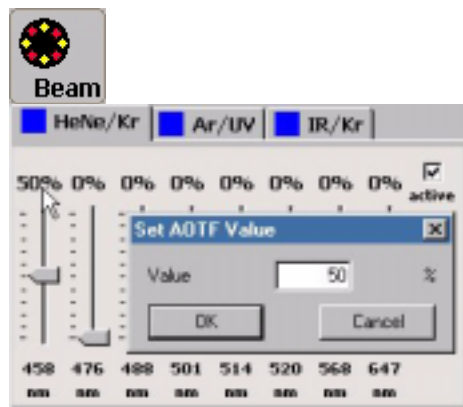 Beam
HeNe/Kr Ar/UV IR/Kr
50% 0% 0% 0% 0% 0% 0% 0% active
Set AOTF Value
Value 50 %
OK Cancel
458 476 488 501 514 520 568 647
nm nm nm nm nm nm nm nm